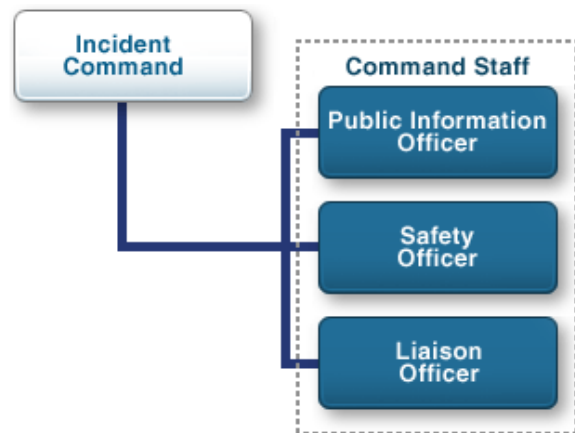 Incident
Command
Command Staff
Public Information
Officer
Safety
Officer
Liaison
Officer